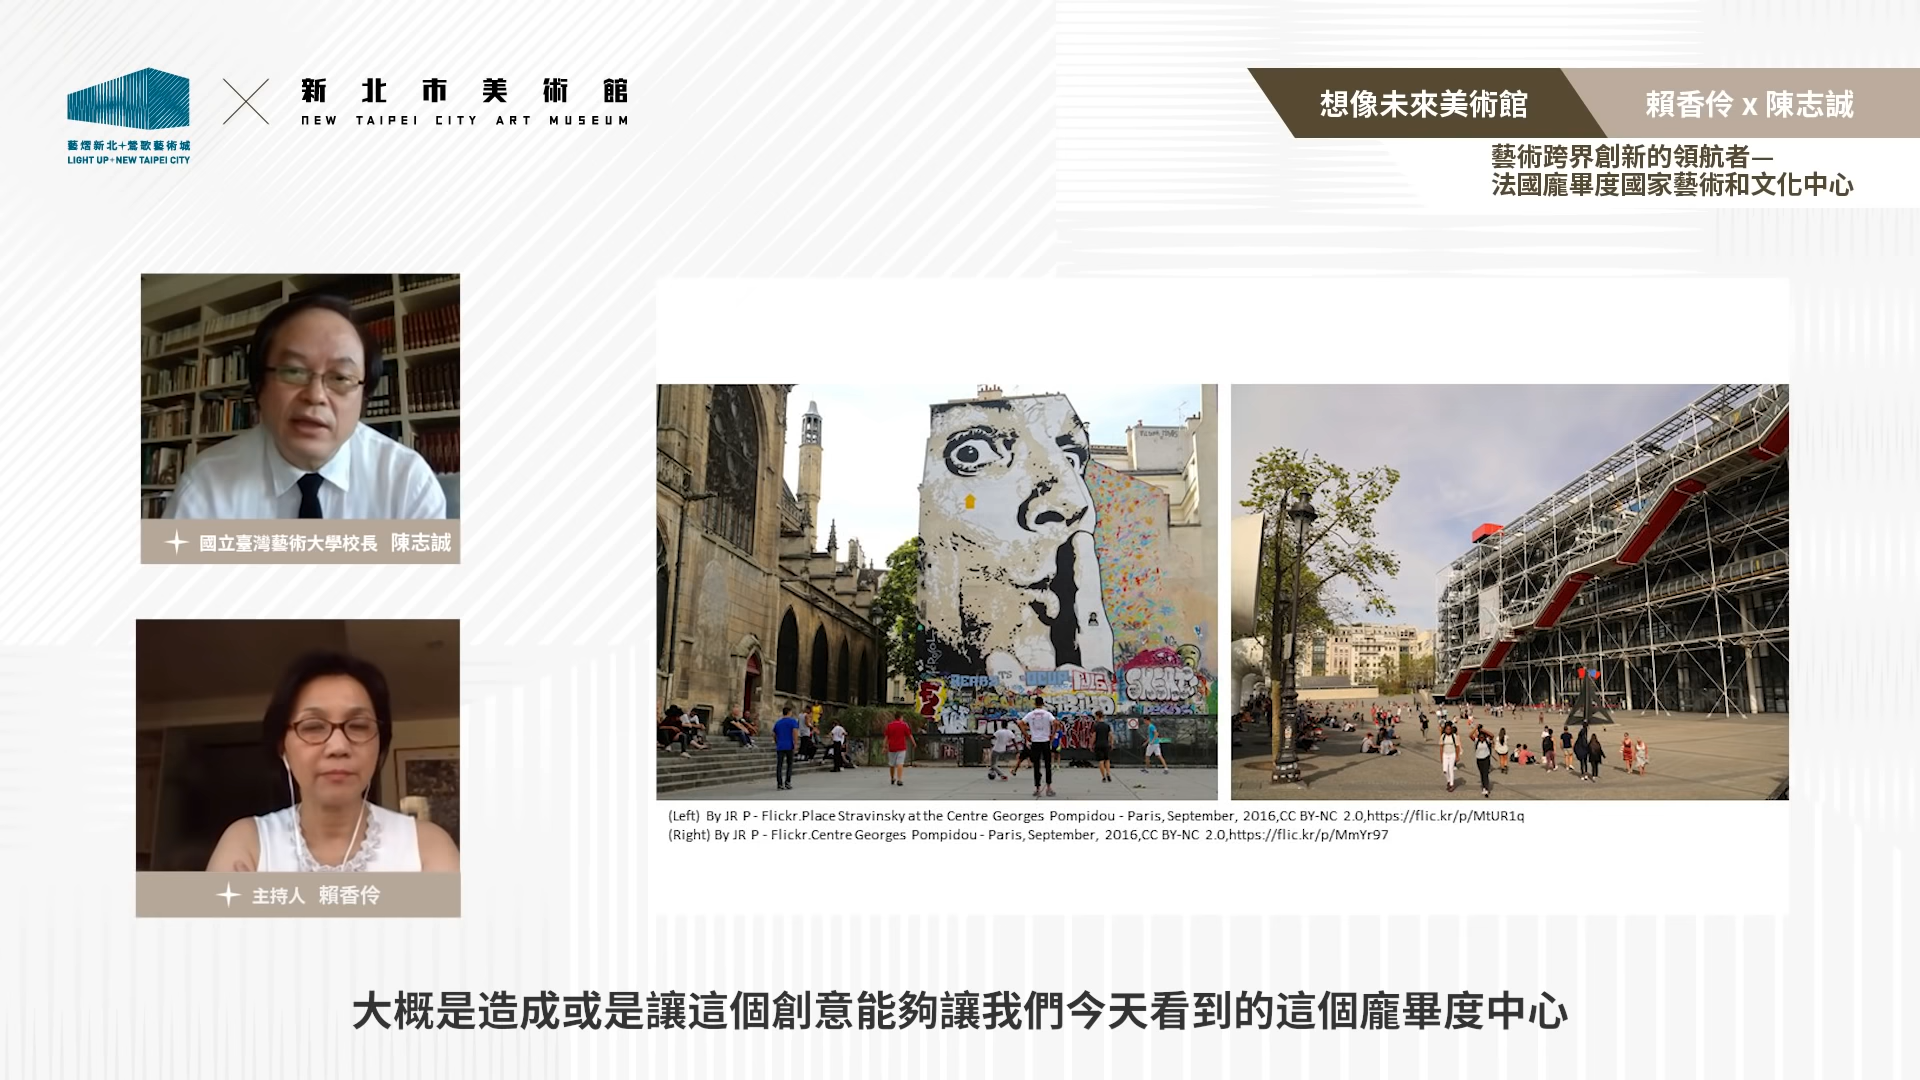 新北市美術館
NEW TAIPEI CITY ART MUSEUM
藝熠新北+鶯歌藝術城
LIGHT UP+NEW TAIPEI CITY
想像未來美術館
賴香伶 x 陳志誠
藝術跨界創新的領航者—
法國龐畢度國家藝術和文化中心
國立臺灣藝術大學校長 陳志誠
主持人 賴香伶
(Left) By JR P - Flickr.Place Stravinsky at the Centre Georges Pompidou - Paris, September, 2016,CC BY-NC 2.0,https://flic.kr/p/MtUR1q
(Right) By JR P - Flickr.Centre Georges Pompidou - Paris, September, 2016,CC BY-NC 2.0,https://flic.kr/p/MmYr97
大概是造成或是讓這個創意能夠讓我們今天看到的這個龐畢度中心